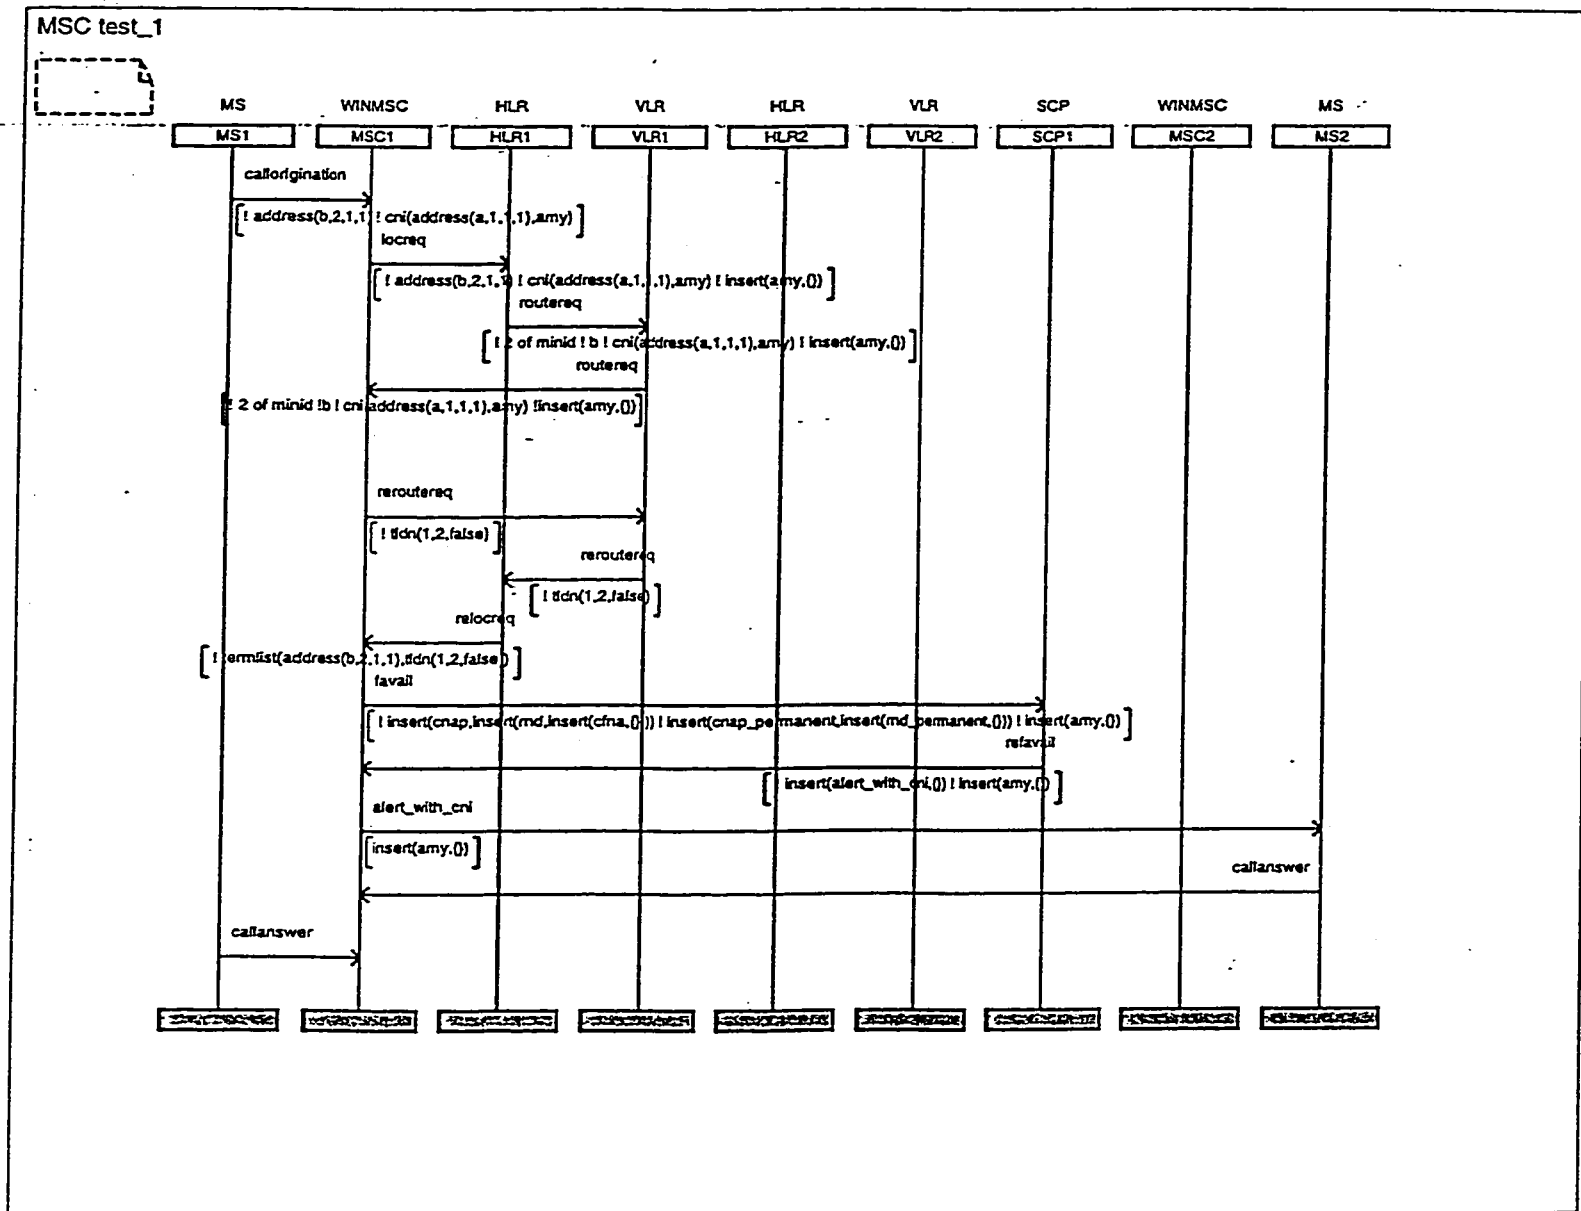 MSC test_1
MS WINMSC HLR VLR HLR VLR SCP WINMSC MS
MS1 MSC1 HLR1 VLR1 HLR2 VLR2 SCP1 MSC2 MS2
callorigination
[! address(b,2,1,1) ! cni(address(a,1,1,1),amy)]
locreq
[! address(b,2,1,1) ! cni(address(a,1,1,1),amy) ! insert(amy,{})]
routereq
[! 2 of minid ! b ! cni(address(a,1,1,1),amy) ! insert(amy,{})]
routereq
[! 2 of minid !b ! cni(address(a,1,1,1),amy) !insert(amy,{})]
reroutereq
[! tldn(1,2,false)]
reroutereq
[! tldn(1,2,false)]
relocreq
[! termlist(address(b,2,1,1),tldn(1,2,false))]
favail
[! insert(cnap,insert(rnd,insert(cfna,{}))) ! insert(cnap_permanent,insert(rnd_permanent,{})) ! insert(amy,{})]
refavail
[! insert(alert_with_cni,{}) ! insert(amy,{})]
alert_with_cni
[insert(amy,{})]
callanswer
callanswer